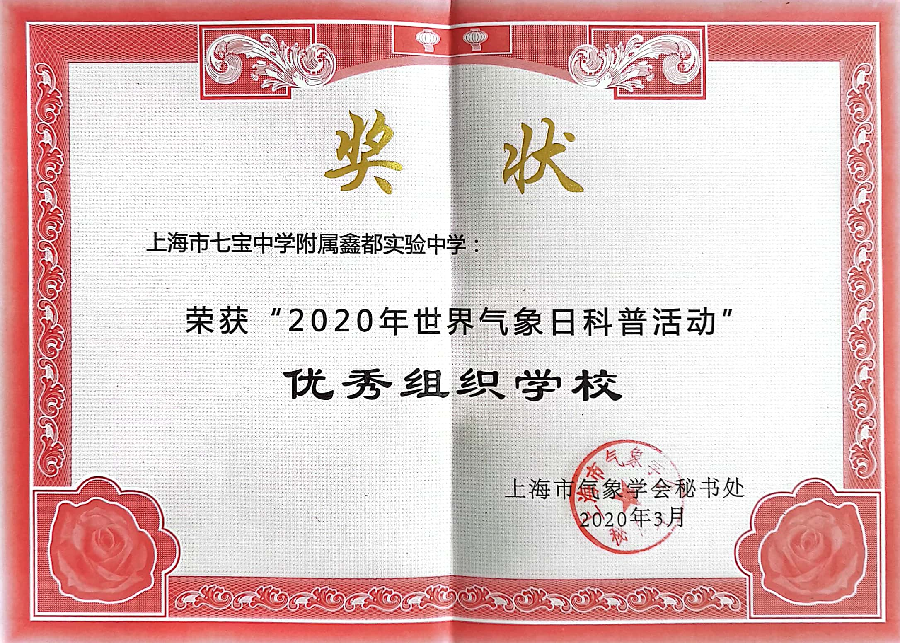 奖状
上海市七宝中学附属鑫都实验中学：
荣获“2020年世界气象日科普活动”
优秀组织学校
上海市气象学会秘书处
2020年3月